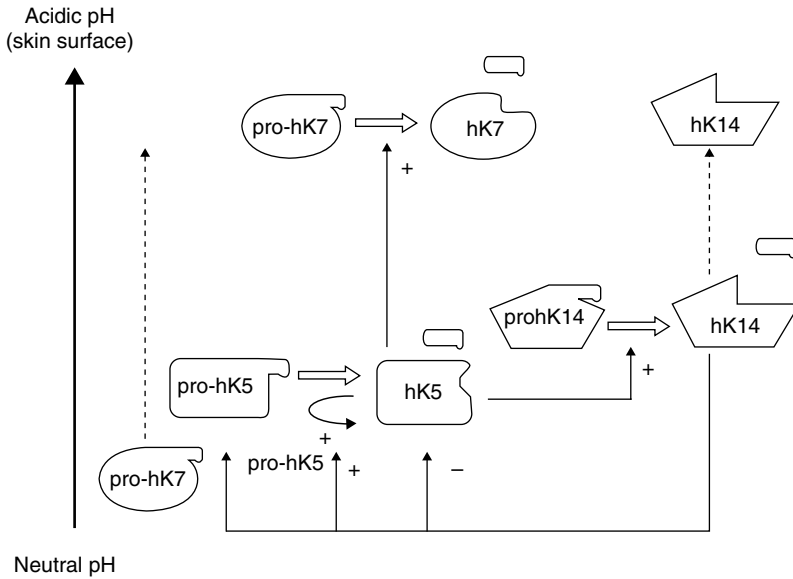 Acidic pH
(skin surface)
pro-hK7
hK7
hK14
+
prohK14
hK14
pro-hK5
hK5
+
+
pro-hK5
+
–
pro-hK7
Neutral pH